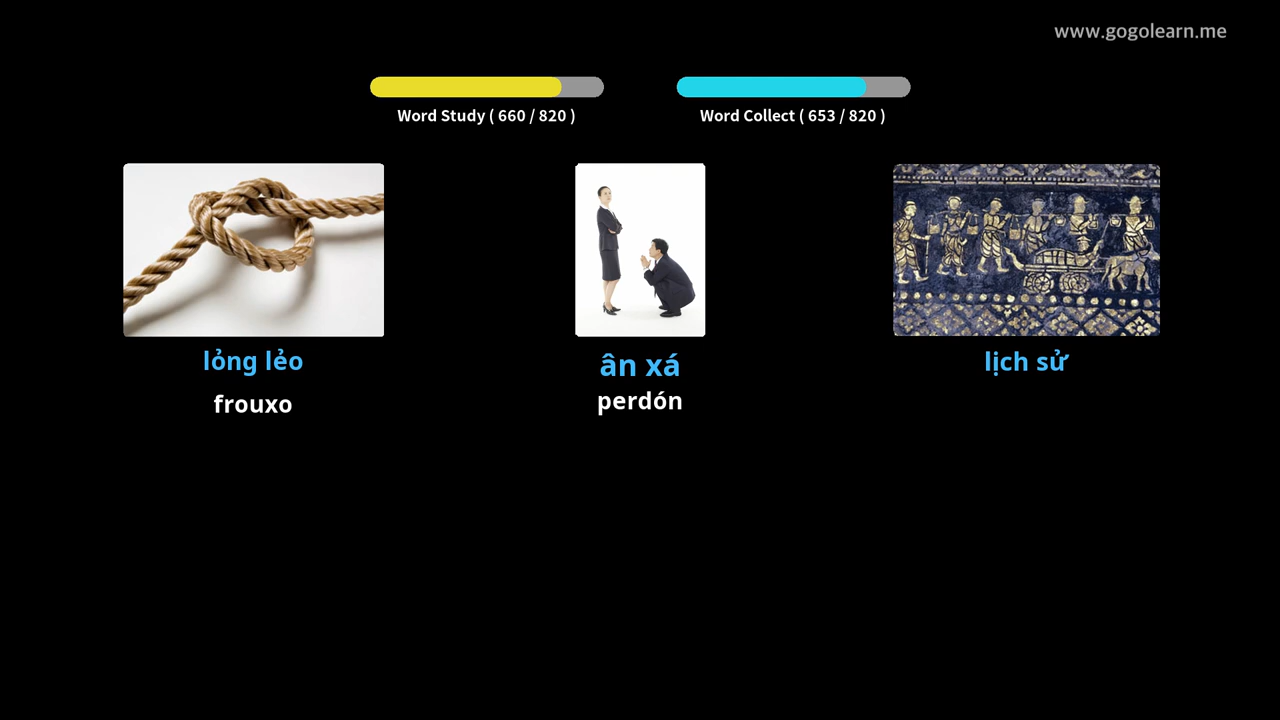 www.gogolearn.me
Word Study ( 660 / 820 )
Word Collect ( 653 / 820 )
lỏng lẻo
ân xá
lịch sử
frouxo
perdón